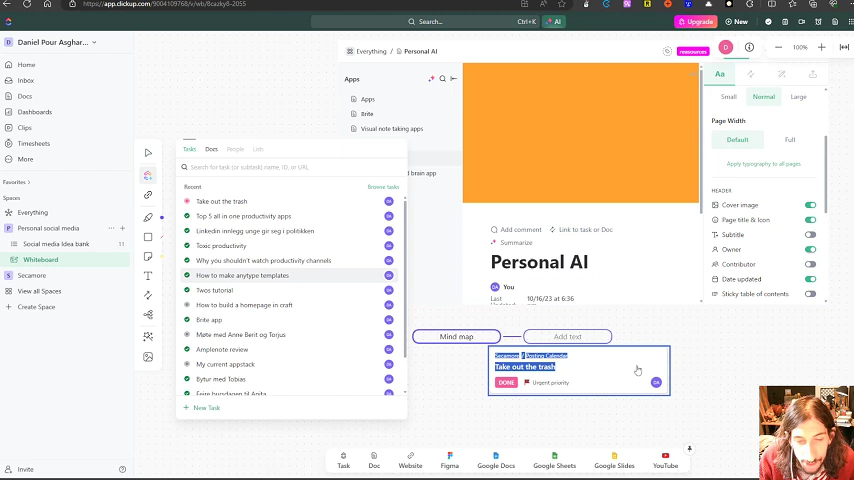 https://app.clickup.com/9004109768/v/wb/8cazky8-2055
Search...
Ctrl+K
AI
Upgrade
New
D
Daniel Pour Asghar...
Home
Inbox
Docs
Dashboards
Clips
Timesheets
More
Favorites
Spaces
Everything
Personal social media
Social media Idea bank
11
Whiteboard
Secamore
View all Spaces
Create Space
Invite
Tasks
Docs
People
Lists
Search for task (or subtask) name, ID, or URL
Recent
Browse tasks
Take out the trash
Top 5 all in one productivity apps
Linkedin innlegg unge gir seg i politikken
Toxic productivity
Why you shouldn't watch productivity channels
How to make anytype templates
Twos tutorial
How to build a homepage in craft
Brite app
Møte med Anne Berit og Torjus
Amplenote review
My current appstack
Bytur med Tobias
Feire bursdagen til Anita
New Task
Everything / Personal AI
ressources
D
100%
Apps
Apps
Brite
Visual note taking apps
d brain app
Add comment
Link to task or Doc
Summarize
Personal AI
DA
You
Last
10/16/23 at 6:36
Aa
Small
Normal
Large
Page Width
Default
Full
Apply typography to all pages
HEADER
Cover image
Page title & Icon
Subtitle
Owner
Contributor
Date updated
Sticky table of contents
Mind map
Add text
Secamore / Posting Calendar
Take out the trash
DONE
Urgent priority
DA
Task
Doc
Website
Figma
Google Docs
Google Sheets
Google Slides
YouTube